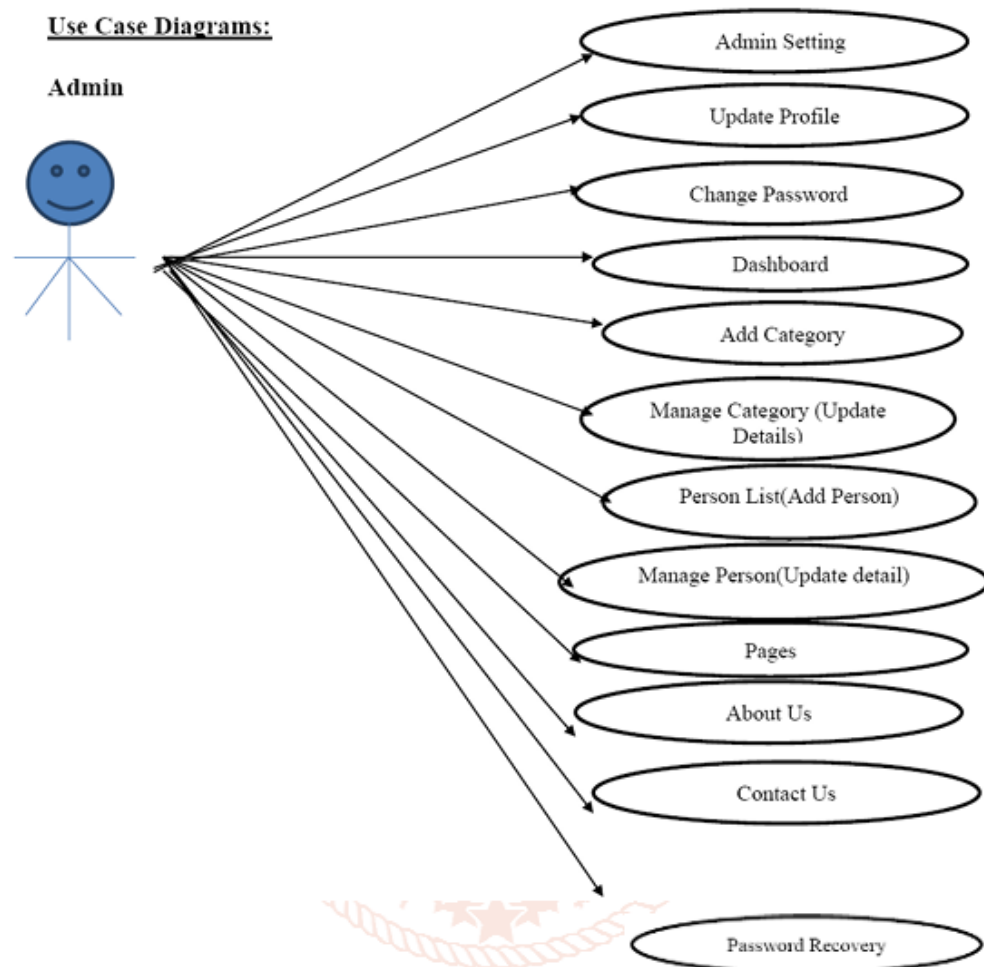 Use Case Diagrams:
Admin
Admin Setting
Update Profile
Change Password
Dashboard
Add Category
Manage Category (Update
Details)
Person List(Add Person)
Manage Person(Update detail)
Pages
About Us
Contact Us
Password Recovery